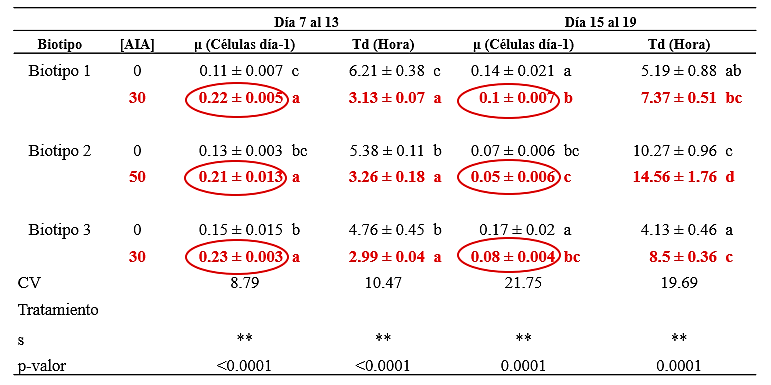 Día 7 al 13 Día 15 al 19
Biotipo [AIA] μ (Células día-1) Td (Hora) μ (Células día-1) Td (Hora)
Biotipo 1 0 0.11 ± 0.007 c 6.21 ± 0.38 c 0.14 ± 0.021 a 5.19 ± 0.88 ab
30 0.22 ± 0.005 a 3.13 ± 0.07 a 0.1 ± 0.007 b 7.37 ± 0.51 bc
Biotipo 2 0 0.13 ± 0.003 bc 5.38 ± 0.11 b 0.07 ± 0.006 bc 10.27 ± 0.96 c
50 0.21 ± 0.013 a 3.26 ± 0.18 a 0.05 ± 0.006 c 14.56 ± 1.76 d
Biotipo 3 0 0.15 ± 0.015 b 4.76 ± 0.45 b 0.17 ± 0.02 a 4.13 ± 0.46 a
30 0.23 ± 0.003 a 2.99 ± 0.04 a 0.08 ± 0.004 bc 8.5 ± 0.36 c
CV 8.79 10.47 21.75 19.69
Tratamiento
s ** ** ** **
p-valor <0.0001 <0.0001 0.0001 0.0001